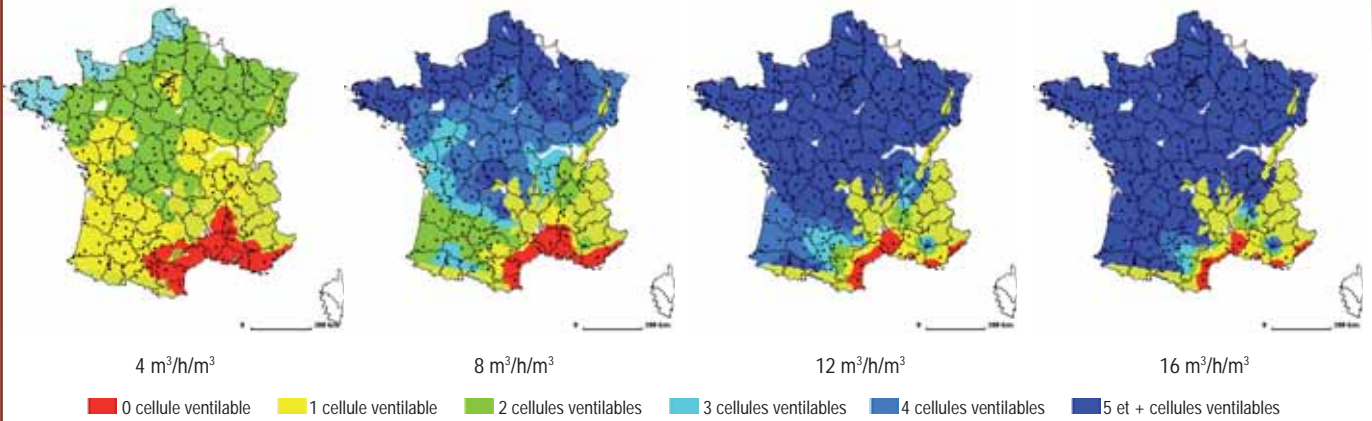 4 m³/h/m³
8 m³/h/m³
12 m³/h/m³
16 m³/h/m³
0 cellule ventilable
1 cellule ventilable
2 cellules ventilables
3 cellules ventilables
4 cellules ventilables
5 et + cellules ventilables